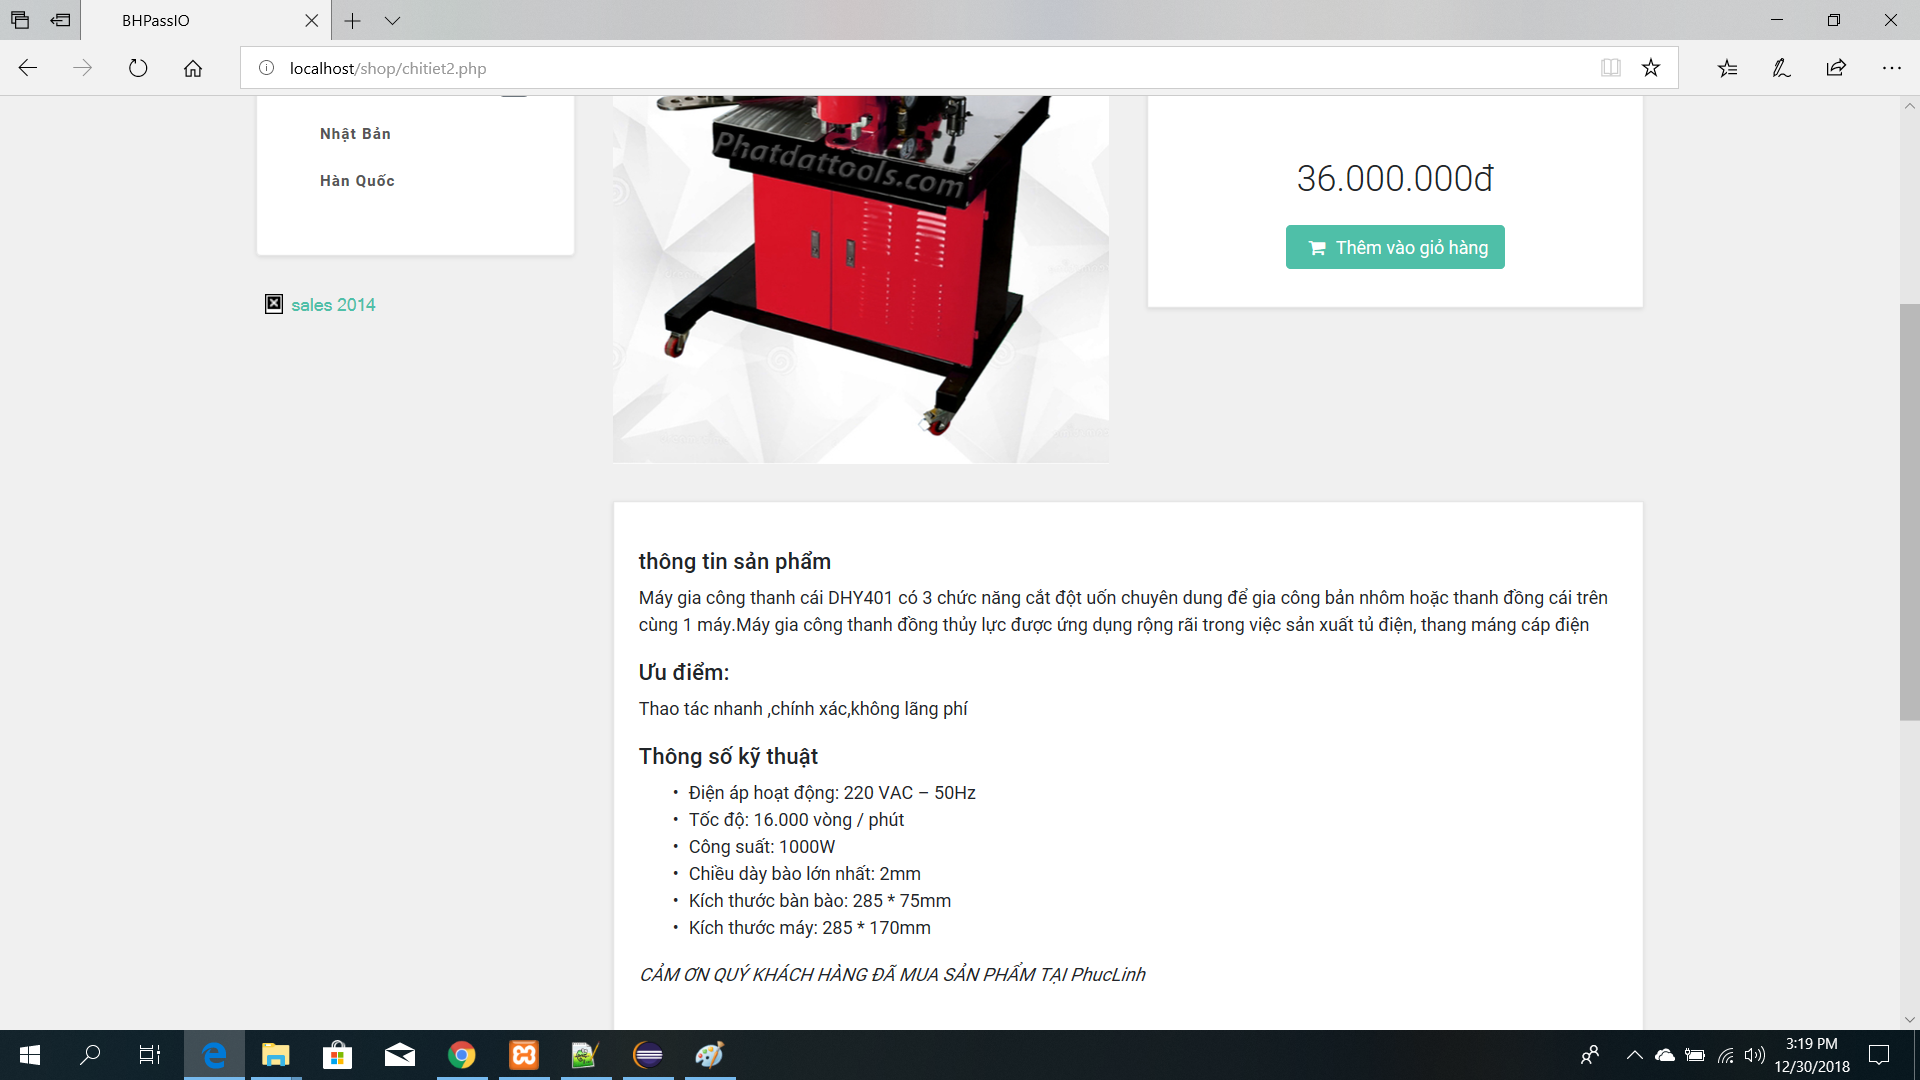 BHPassIO
localhost/shop/chitiet2.php
Nhật Bản
Hàn Quốc
sales 2014
Phatdattools.com
36.000.000đ
Thêm vào giỏ hàng
thông tin sản phẩm
Máy gia công thanh cái DHY401 có 3 chức năng cắt đột uốn chuyên dung để gia công bản nhôm hoặc thanh đồng cái trên
cùng 1 máy.Máy gia công thanh đồng thủy lực được ứng dụng rộng rãi trong việc sản xuất tủ điện, thang máng cáp điện
Ưu điểm:
Thao tác nhanh ,chính xác,không lãng phí
Thông số kỹ thuật
• Điện áp hoạt động: 220 VAC – 50Hz
• Tốc độ: 16.000 vòng / phút
• Công suất: 1000W
• Chiều dày bào lớn nhất: 2mm
• Kích thước bàn bào: 285 * 75mm
• Kích thước máy: 285 * 170mm
CẢM ƠN QUÝ KHÁCH HÀNG ĐÃ MUA SẢN PHẨM TẠI PhucLinh
3:19 PM
12/30/2018